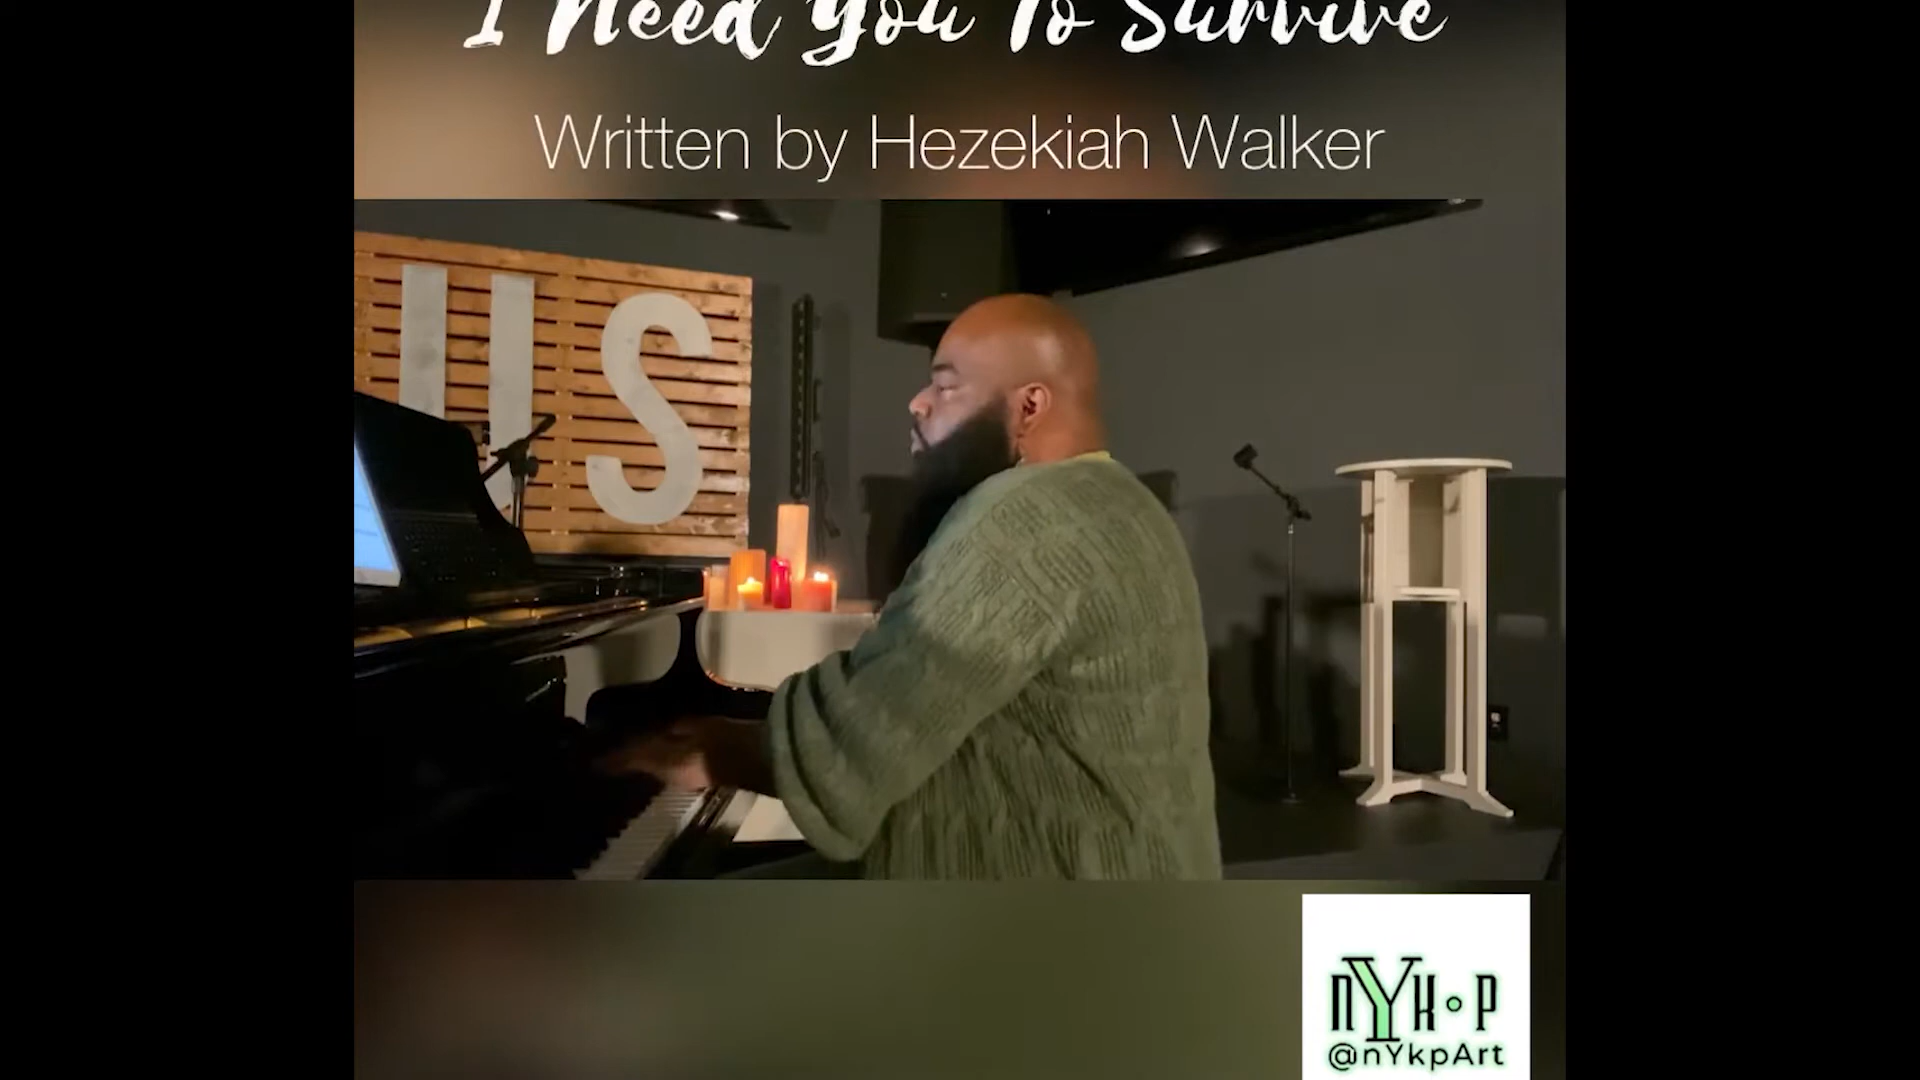 I Need You To Survive
Written by Hezekiah Walker
US
nYk•p
@nYkpArt